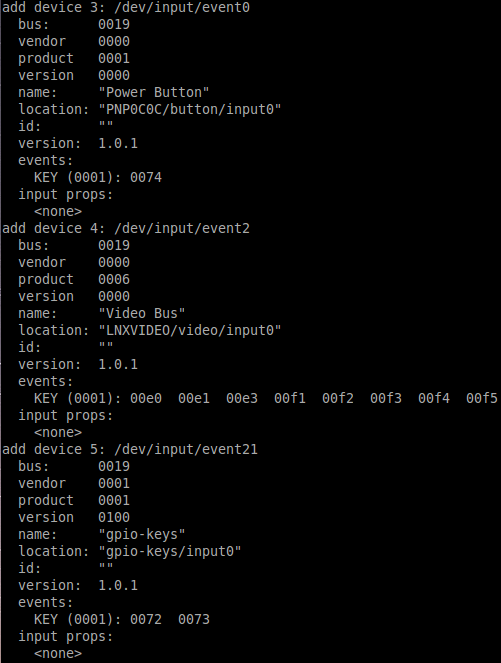 add device 3: /dev/input/event0
  bus:      0019
  vendor    0000
  product   0001
  version   0000
  name:     "Power Button"
  location: "PNP0C0C/button/input0"
  id:       ""
  version:  1.0.1
  events:
    KEY (0001): 0074
  input props:
    <none>
add device 4: /dev/input/event2
  bus:      0019
  vendor    0000
  product   0006
  version   0000
  name:     "Video Bus"
  location: "LNXVIDEO/video/input0"
  id:       ""
  version:  1.0.1
  events:
    KEY (0001): 00e0  00e1  00e3  00f1  00f2  00f3  00f4  00f5
  input props:
    <none>
add device 5: /dev/input/event21
  bus:      0019
  vendor    0001
  product   0001
  version   0100
  name:     "gpio-keys"
  location: "gpio-keys/input0"
  id:       ""
  version:  1.0.1
  events:
    KEY (0001): 0072  0073
  input props:
    <none>